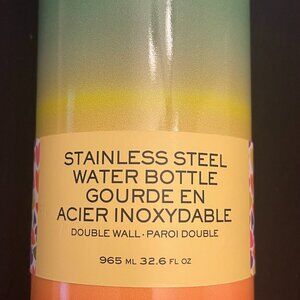 STAINLESS STEEL
WATER BOTTLE
GOURDE EN
ACIER INOXYDABLE
DOUBLE WALL · PAROI DOUBLE
965 ML 32.6 FL OZ